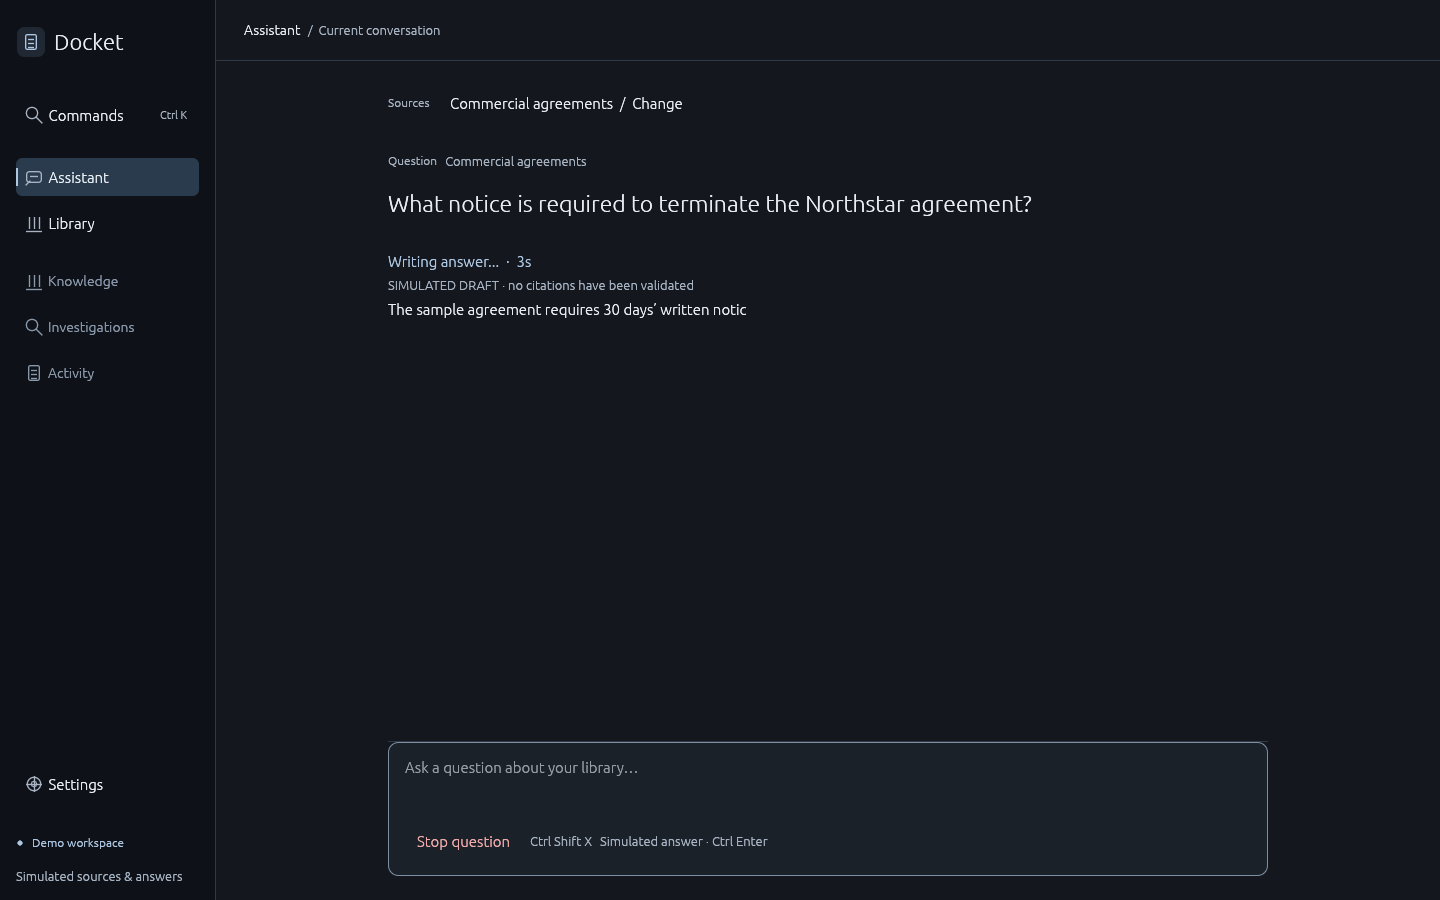 Docket
Assistant / Current conversation
Commands Ctrl K
Assistant
Library
Knowledge
Investigations
Activity
Settings
Demo workspace
Simulated sources & answers
Sources Commercial agreements / Change
Question Commercial agreements
What notice is required to terminate the Northstar agreement?
Writing answer... · 3s
SIMULATED DRAFT · no citations have been validated
The sample agreement requires 30 days’ written notic
Ask a question about your library…
Stop question Ctrl Shift X Simulated answer · Ctrl Enter